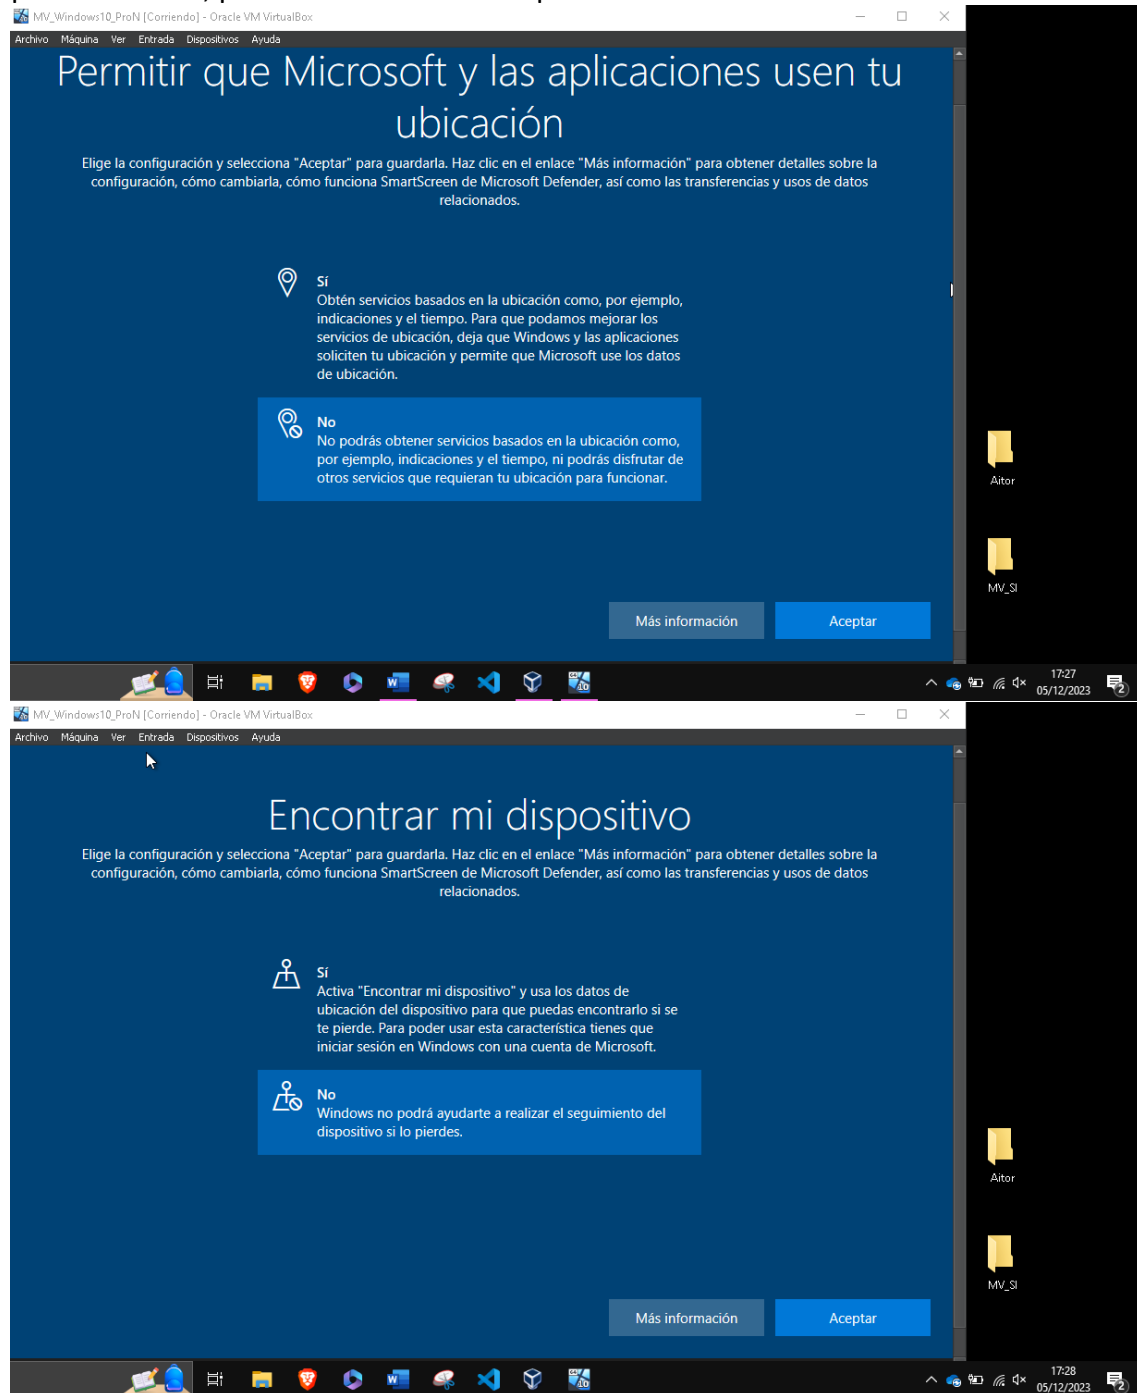 MV_Windows10_ProN [Corriendo] - Oracle VM VirtualBox
Archivo Máquina Ver Entrada Dispositivos Ayuda
Permitir que Microsoft y las aplicaciones usen tu
ubicación
Elige la configuración y selecciona "Aceptar" para guardarla. Haz clic en el enlace "Más información" para obtener detalles sobre la
configuración, cómo cambiarla, cómo funciona SmartScreen de Microsoft Defender, así como las transferencias y usos de datos
relacionados.
Sí
Obtén servicios basados en la ubicación como, por ejemplo,
indicaciones y el tiempo. Para que podamos mejorar los
servicios de ubicación, deja que Windows y las aplicaciones
soliciten tu ubicación y permite que Microsoft use los datos
de ubicación.
No
No podrás obtener servicios basados en la ubicación como,
por ejemplo, indicaciones y el tiempo, ni podrás disfrutar de
otros servicios que requieran tu ubicación para funcionar.
Aitor
MV_SI
Más información
Aceptar
17:27
05/12/2023
2
MV_Windows10_ProN [Corriendo] - Oracle VM VirtualBox
Archivo Máquina Ver Entrada Dispositivos Ayuda
Encontrar mi dispositivo
Elige la configuración y selecciona "Aceptar" para guardarla. Haz clic en el enlace "Más información" para obtener detalles sobre la
configuración, cómo cambiarla, cómo funciona SmartScreen de Microsoft Defender, así como las transferencias y usos de datos
relacionados.
Sí
Activa "Encontrar mi dispositivo" y usa los datos de
ubicación del dispositivo para que puedas encontrarlo si se
te pierde. Para poder usar esta característica tienes que
iniciar sesión en Windows con una cuenta de Microsoft.
No
Windows no podrá ayudarte a realizar el seguimiento del
dispositivo si lo pierdes.
Aitor
MV_SI
Más información
Aceptar
17:28
05/12/2023
2